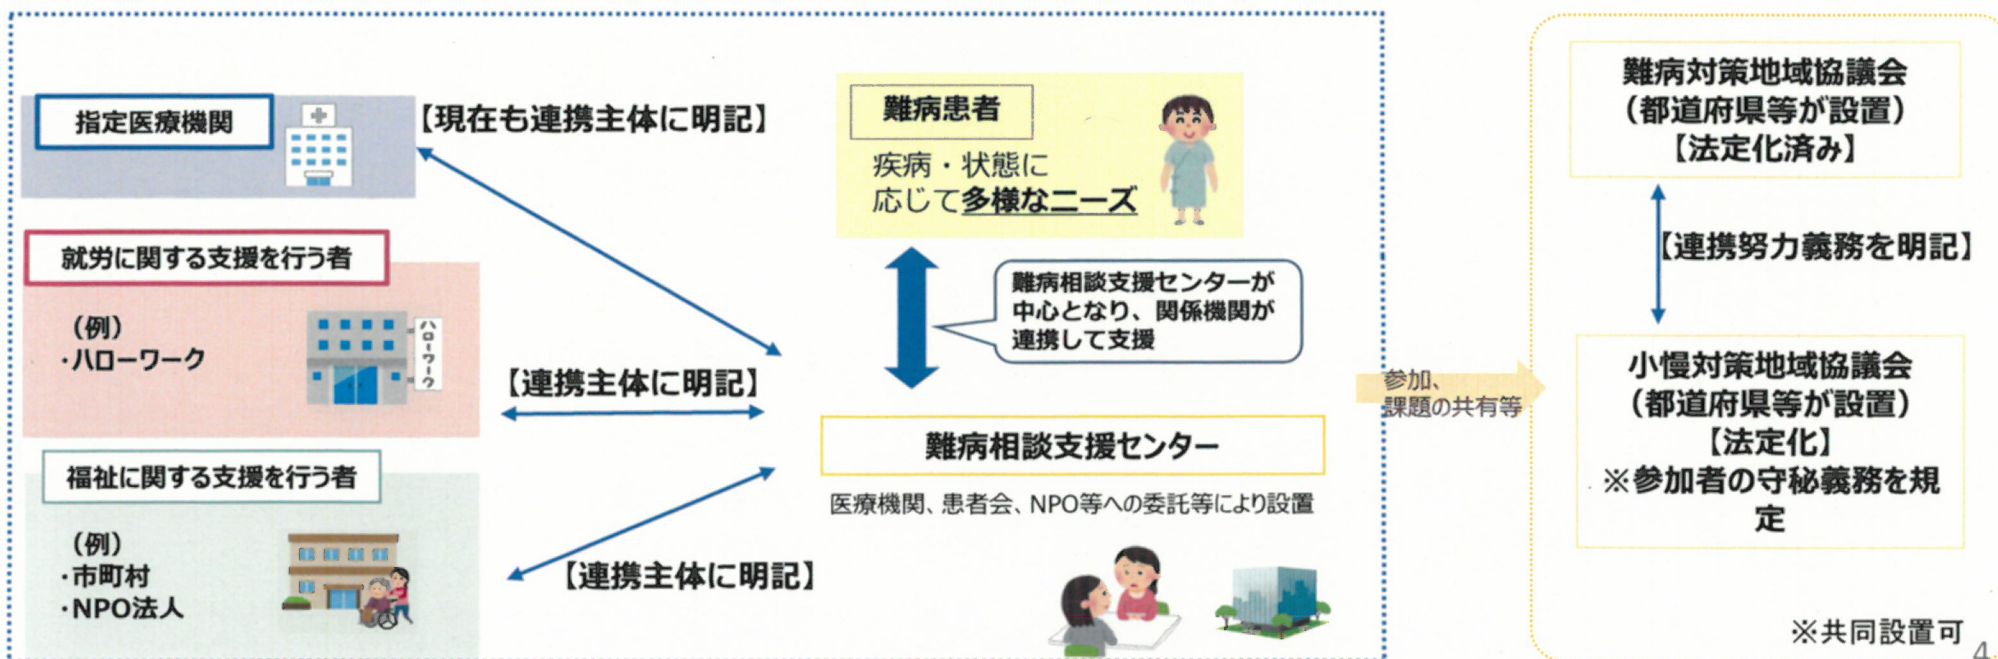 指定医療機関
【現在も連携主体に明記】
就労に関する支援を行う者
（例）
・ハローワーク
ハローワーク
【連携主体に明記】
福祉に関する支援を行う者
（例）
・市町村
・NPO法人
【連携主体に明記】
難病患者
疾病・状態に
応じて多様なニーズ
難病相談支援センターが
中心となり、関係機関が
連携して支援
難病相談支援センター
医療機関、患者会、NPO等への委託等により設置
参加、
課題の共有等
難病対策地域協議会
（都道府県等が設置）
【法定化済み】
【連携努力義務を明記】
小慢対策地域協議会
（都道府県等が設置）
【法定化】
※参加者の守秘義務を規
定
※共同設置可
4